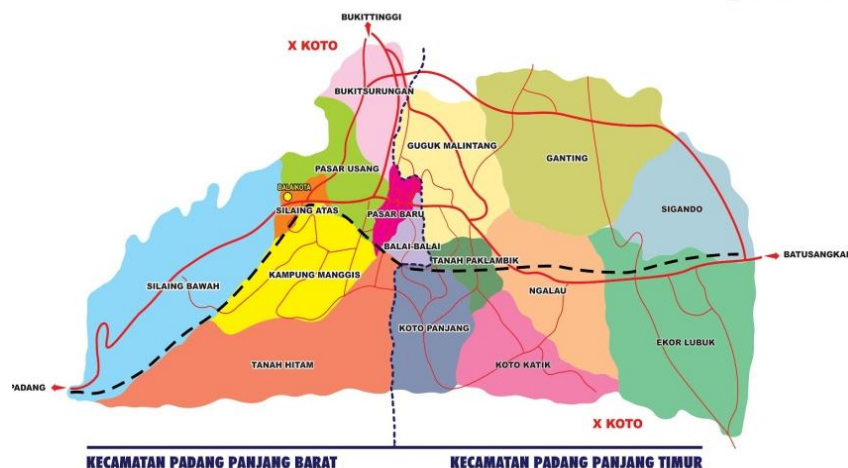 BUKITTINGGI
X KOTO
BUKITSURUNGAN
GUGUK MALINTANG
GANTING
PASAR USANG
BALAIKOTA
SILAING ATAS
PASAR BARU
SIGANDO
BALAI-BALAI
TANAH PAKLAMBIK
BATUSANGKAR
KAMPUNG MANGGIS
SILAING BAWAH
NGALAU
KOTO PANJANG
EKOR LUBUK
TANAH HITAM
KOTO KATIK
PADANG
X KOTO
KECAMATAN PADANG PANJANG BARAT
KECAMATAN PADANG PANJANG TIMUR